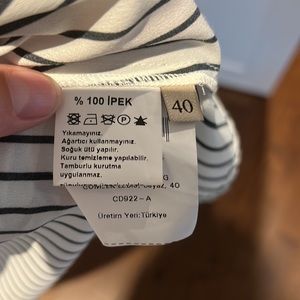 % 100 İPEK
40
Yıkamayınız.
Ağartıcı kullanmayınız.
Soğuk ütü yapılır.
Kuru temizleme yapılabilir.
Tamburlu kurutma
uygulanmaz.
40
CD922-A
Üretim Yeri:Türkiye